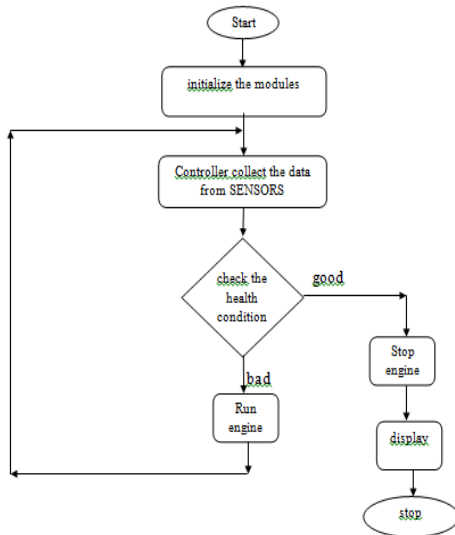 Start
initialize the modules
Controller collect the data
from SENSORS
check the
health
condition
good
bad
Stop
engine
Run
engine
display
stop